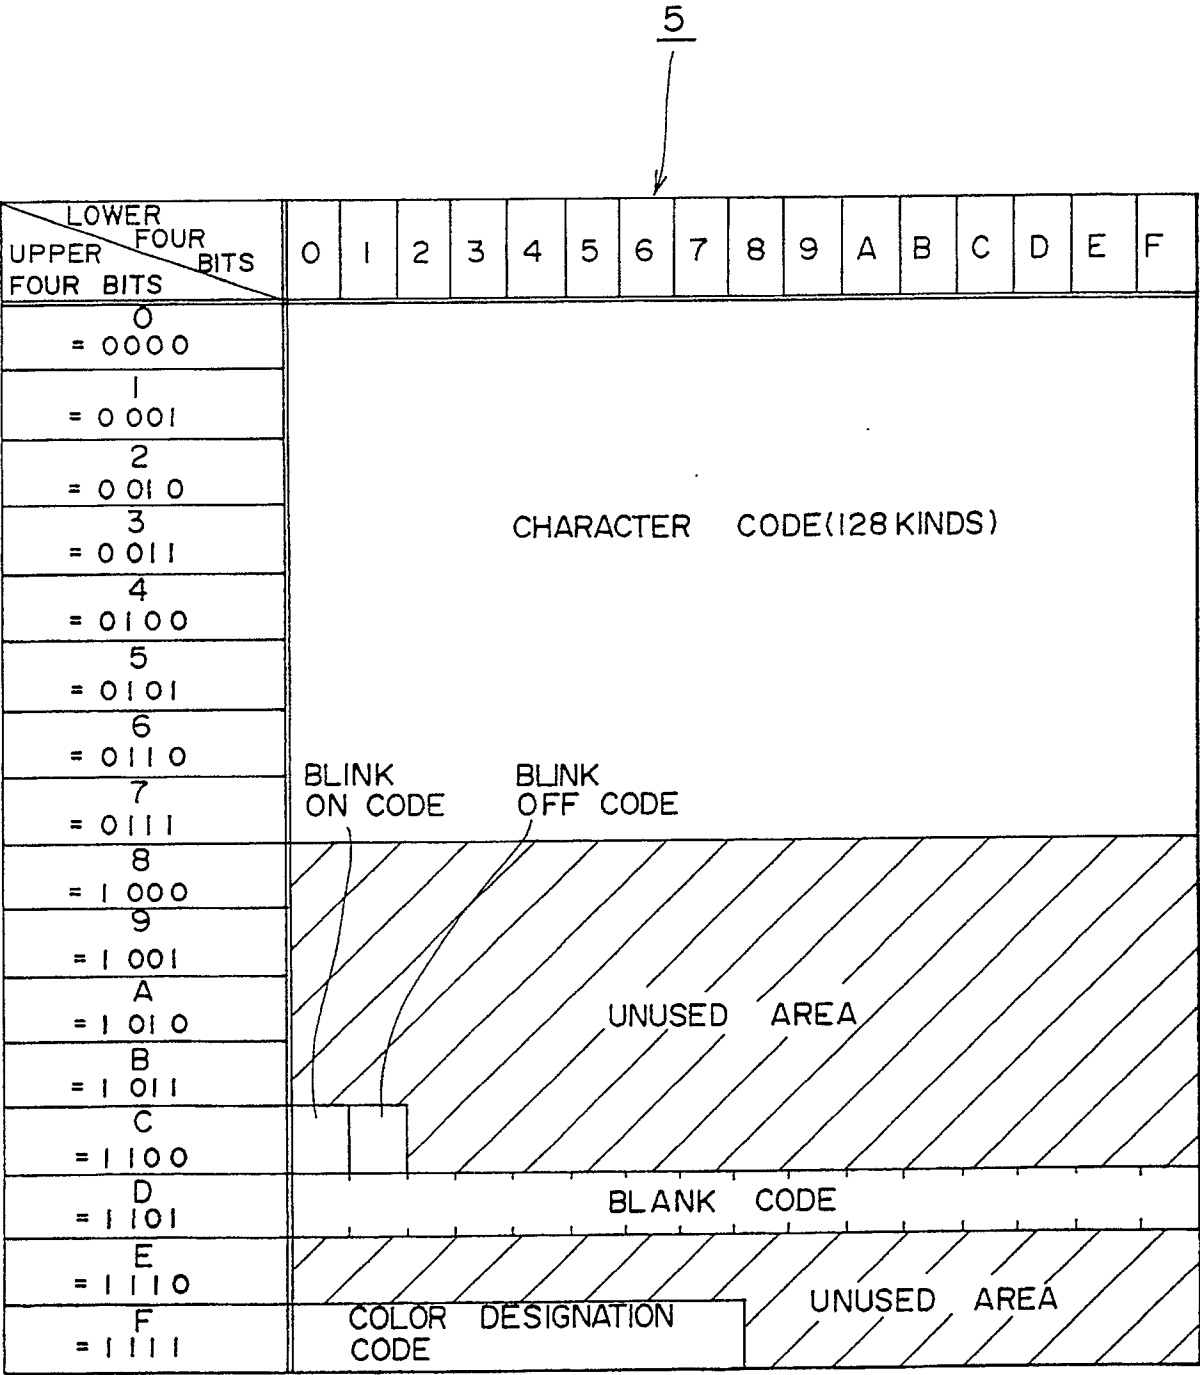 5
LOWER
FOUR
BITS
UPPER
FOUR BITS
0 1 2 3 4 5 6 7 8 9 A B C D E F
0
= 0000
1
= 0001
2
= 0010
3
= 0011
CHARACTER CODE(128 KINDS)
4
= 0100
5
= 0101
6
= 0110
BLINK
ON CODE
BLINK
OFF CODE
7
= 0111
8
= 1000
9
= 1001
A
= 1010
UNUSED AREA
B
= 1011
C
= 1100
D
= 1101
BLANK CODE
E
= 1110
UNUSED AREA
F
= 1111
COLOR DESIGNATION
CODE